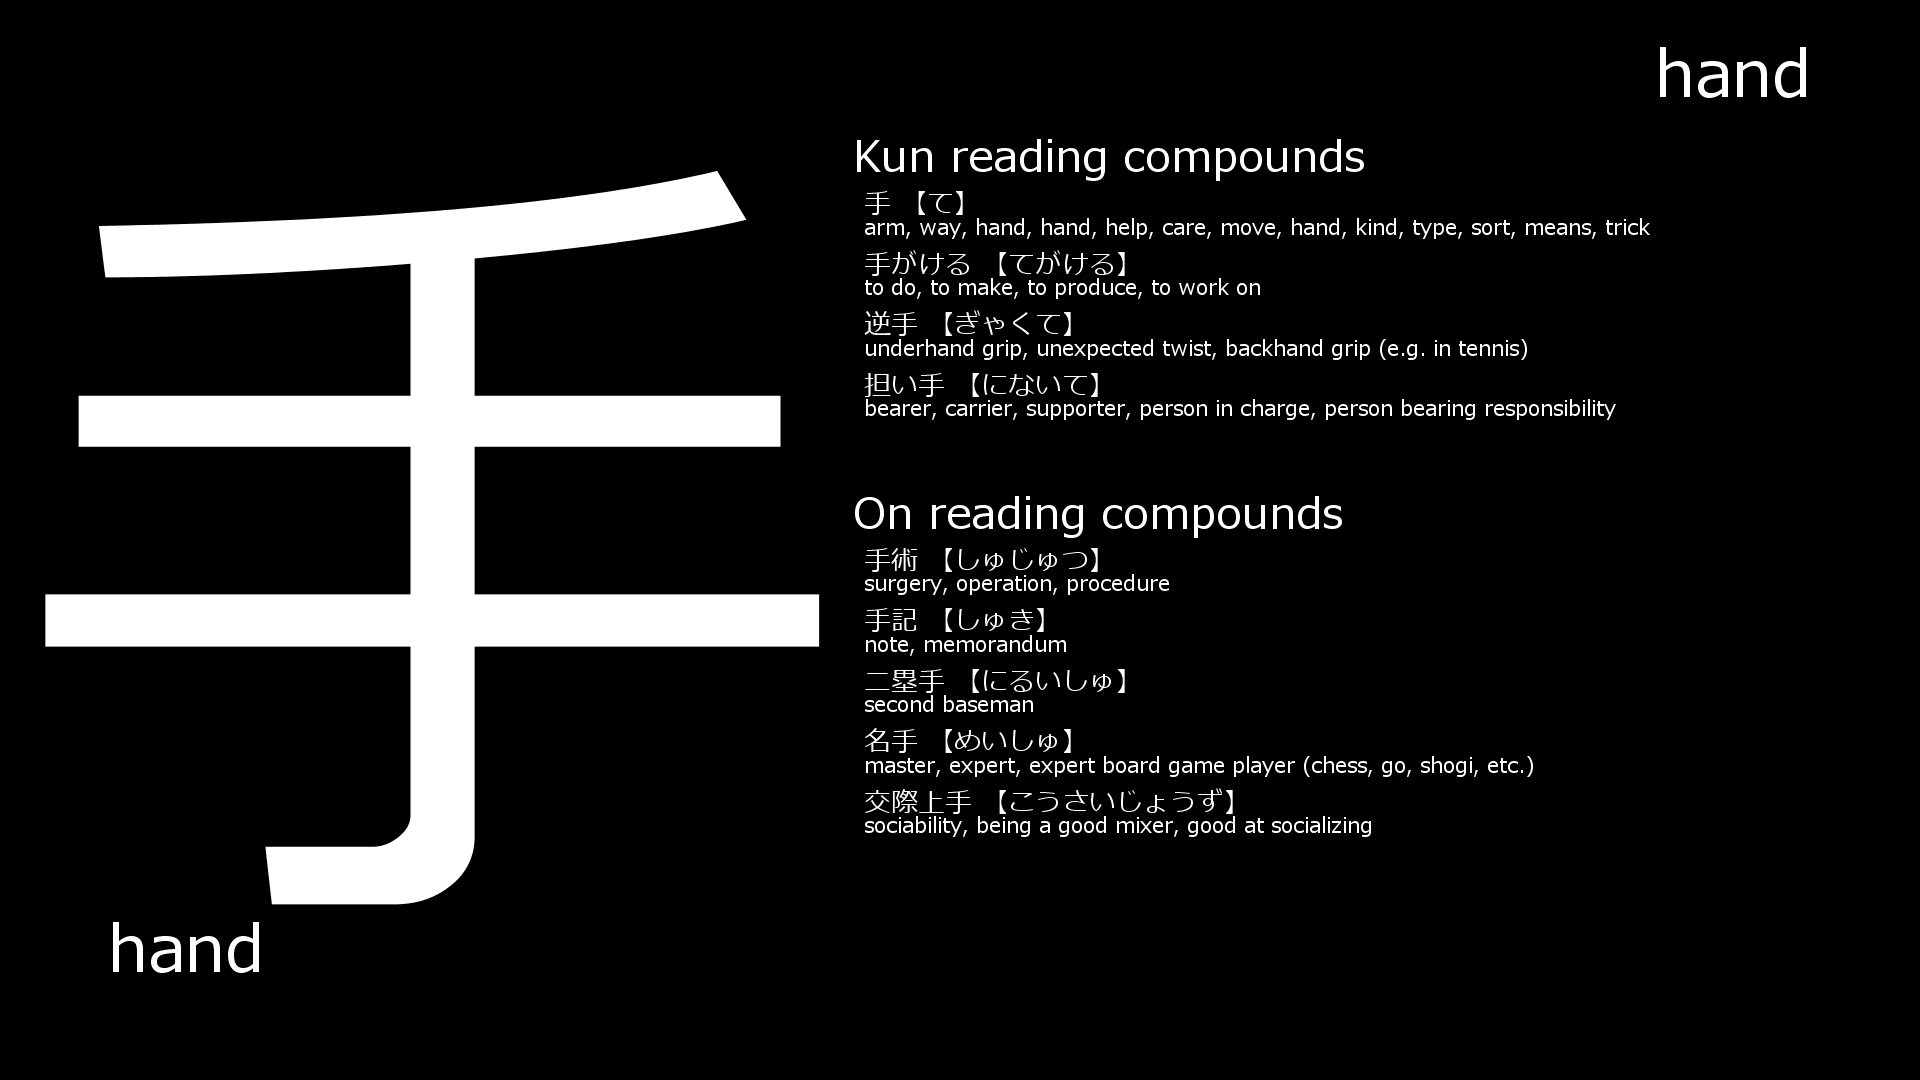 hand
手
hand
Kun reading compounds
手 【て】
arm, way, hand, hand, help, care, move, hand, kind, type, sort, means, trick
手がける 【てがける】
to do, to make, to produce, to work on
逆手 【ぎゃくて】
underhand grip, unexpected twist, backhand grip (e.g. in tennis)
担い手 【にないて】
bearer, carrier, supporter, person in charge, person bearing responsibility
On reading compounds
手術 【しゅじゅつ】
surgery, operation, procedure
手記 【しゅき】
note, memorandum
二塁手 【にるいしゅ】
second baseman
名手 【めいしゅ】
master, expert, expert board game player (chess, go, shogi, etc.)
交際上手 【こうさいじょうず】
sociability, being a good mixer, good at socializing